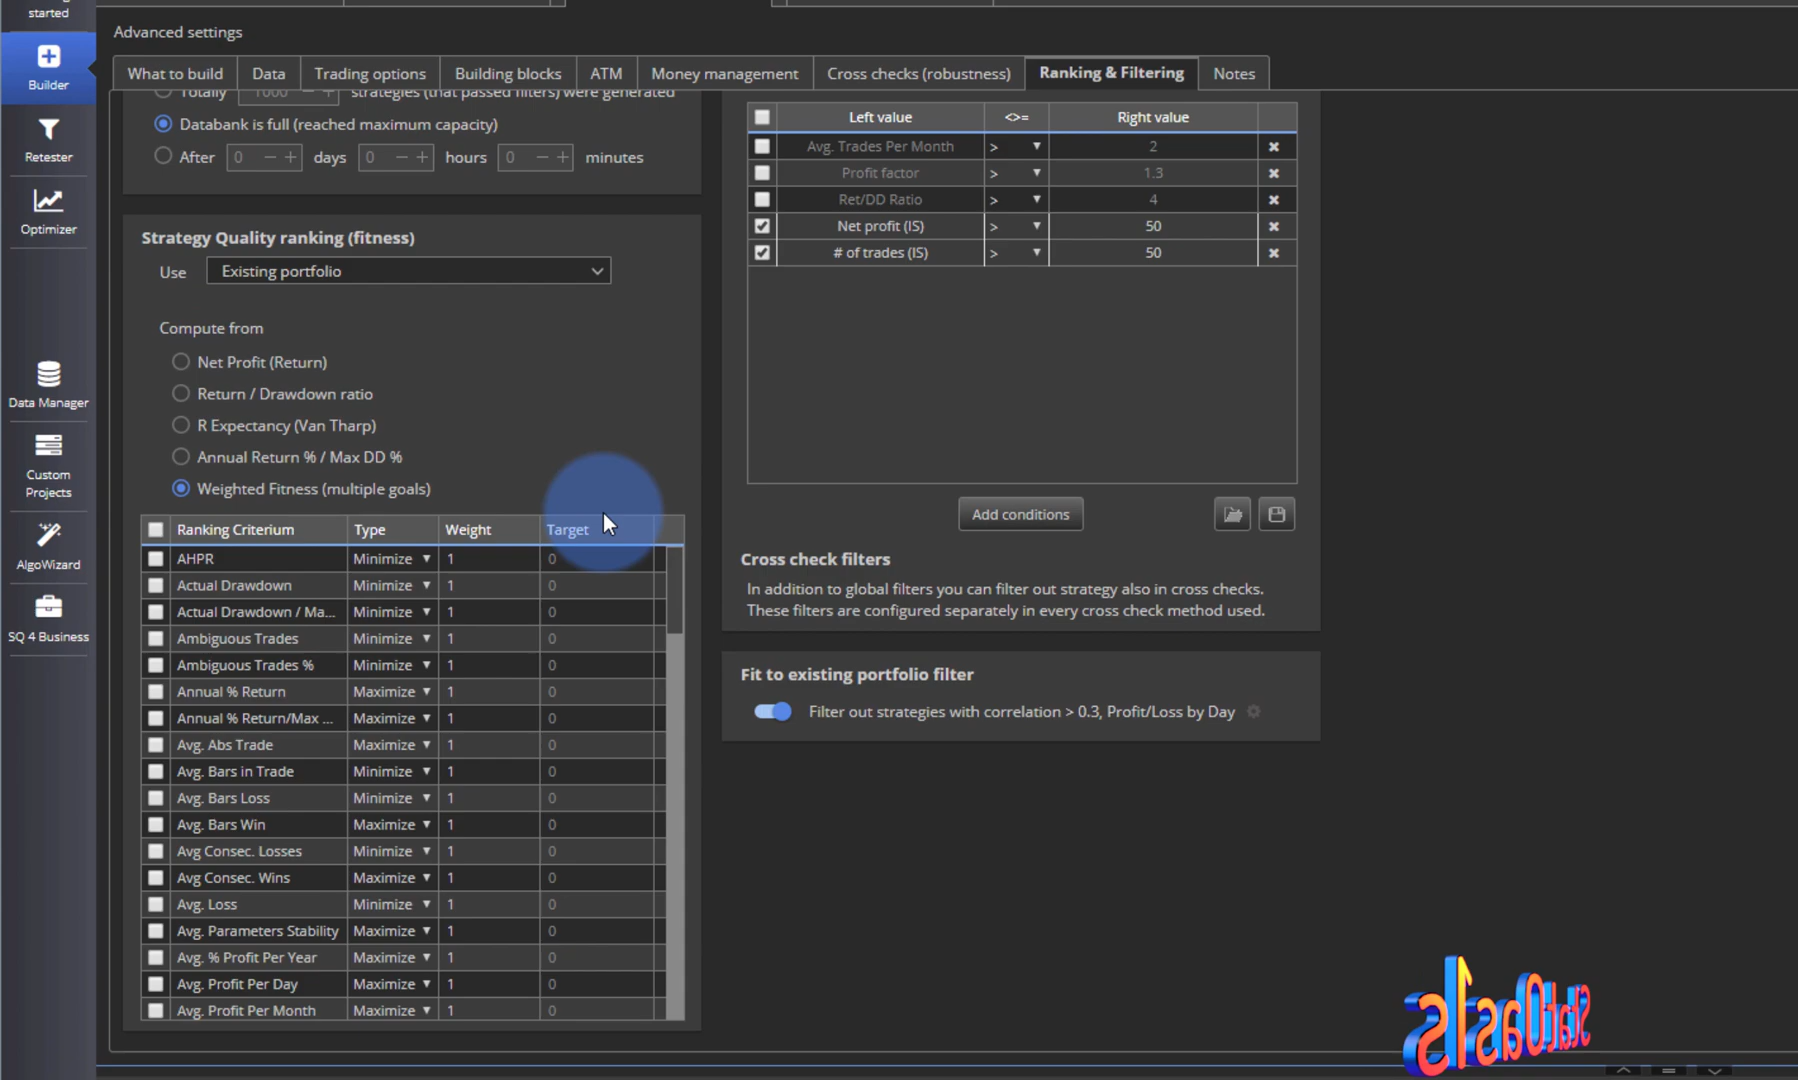 started
Builder
Retester
Optimizer
Data Manager
Custom
Projects
AlgoWizard
SQ 4 Business
Advanced settings
What to build Data Trading options Building blocks ATM Money management Cross checks (robustness) Ranking & Filtering Notes
Totally 1000 − + strategies (that passed filters) were generated
Databank is full (reached maximum capacity)
After 0 − + days 0 − + hours 0 − + minutes
Strategy Quality ranking (fitness)
Use Existing portfolio
Compute from
Net Profit (Return)
Return / Drawdown ratio
R Expectancy (Van Tharp)
Annual Return % / Max DD %
Weighted Fitness (multiple goals)
Ranking Criterium Type Weight Target
AHPR Minimize 1 0
Actual Drawdown Minimize 1 0
Actual Drawdown / Ma... Minimize 1 0
Ambiguous Trades Minimize 1 0
Ambiguous Trades % Minimize 1 0
Annual % Return Maximize 1 0
Annual % Return/Max ... Maximize 1 0
Avg. Abs Trade Maximize 1 0
Avg. Bars in Trade Minimize 1 0
Avg. Bars Loss Minimize 1 0
Avg. Bars Win Maximize 1 0
Avg Consec. Losses Minimize 1 0
Avg Consec. Wins Maximize 1 0
Avg. Loss Minimize 1 0
Avg. Parameters Stability Maximize 1 0
Avg. % Profit Per Year Maximize 1 0
Avg. Profit Per Day Maximize 1 0
Avg. Profit Per Month Maximize 1 0
Left value <>= Right value
Avg. Trades Per Month > 2
Profit factor > 1.3
Ret/DD Ratio > 4
Net profit (IS) > 50
# of trades (IS) > 50
Add conditions
Cross check filters
In addition to global filters you can filter out strategy also in cross checks.
These filters are configured separately in every cross check method used.
Fit to existing portfolio filter
Filter out strategies with correlation > 0.3, Profit/Loss by Day